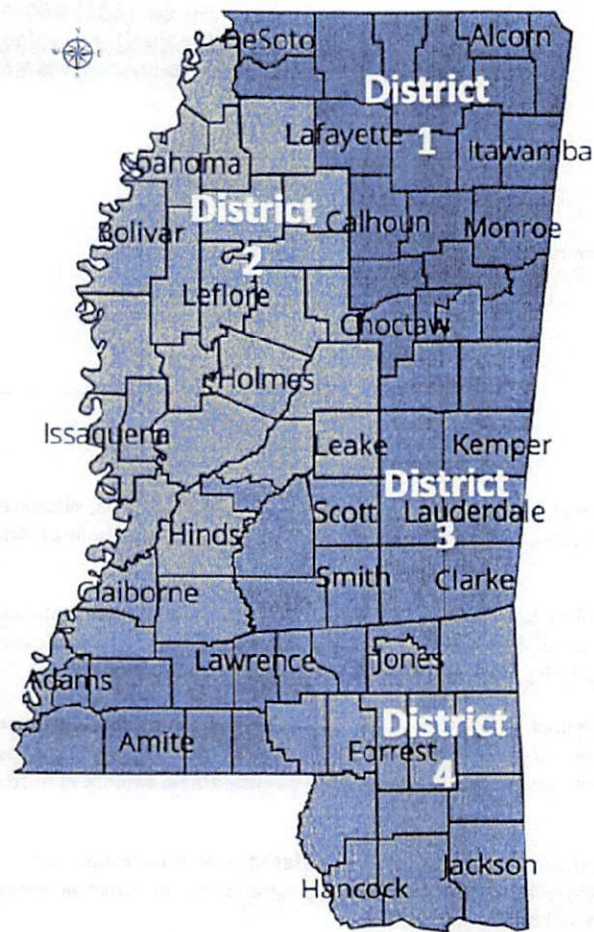 DeSoto
Alcorn
District
1
Lafayette
Itawamba
oahoma
District
2
Bolivar
Calhoun
Monroe
Leflore
Choctaw
Holmes
Issaquena
Leake
Kemper
District
3
Scott
Lauderdale
Hinds
Smith
Clarke
Claiborne
Lawrence
Jones
Adams
District
4
Amite
Forrest
Jackson
Hancock